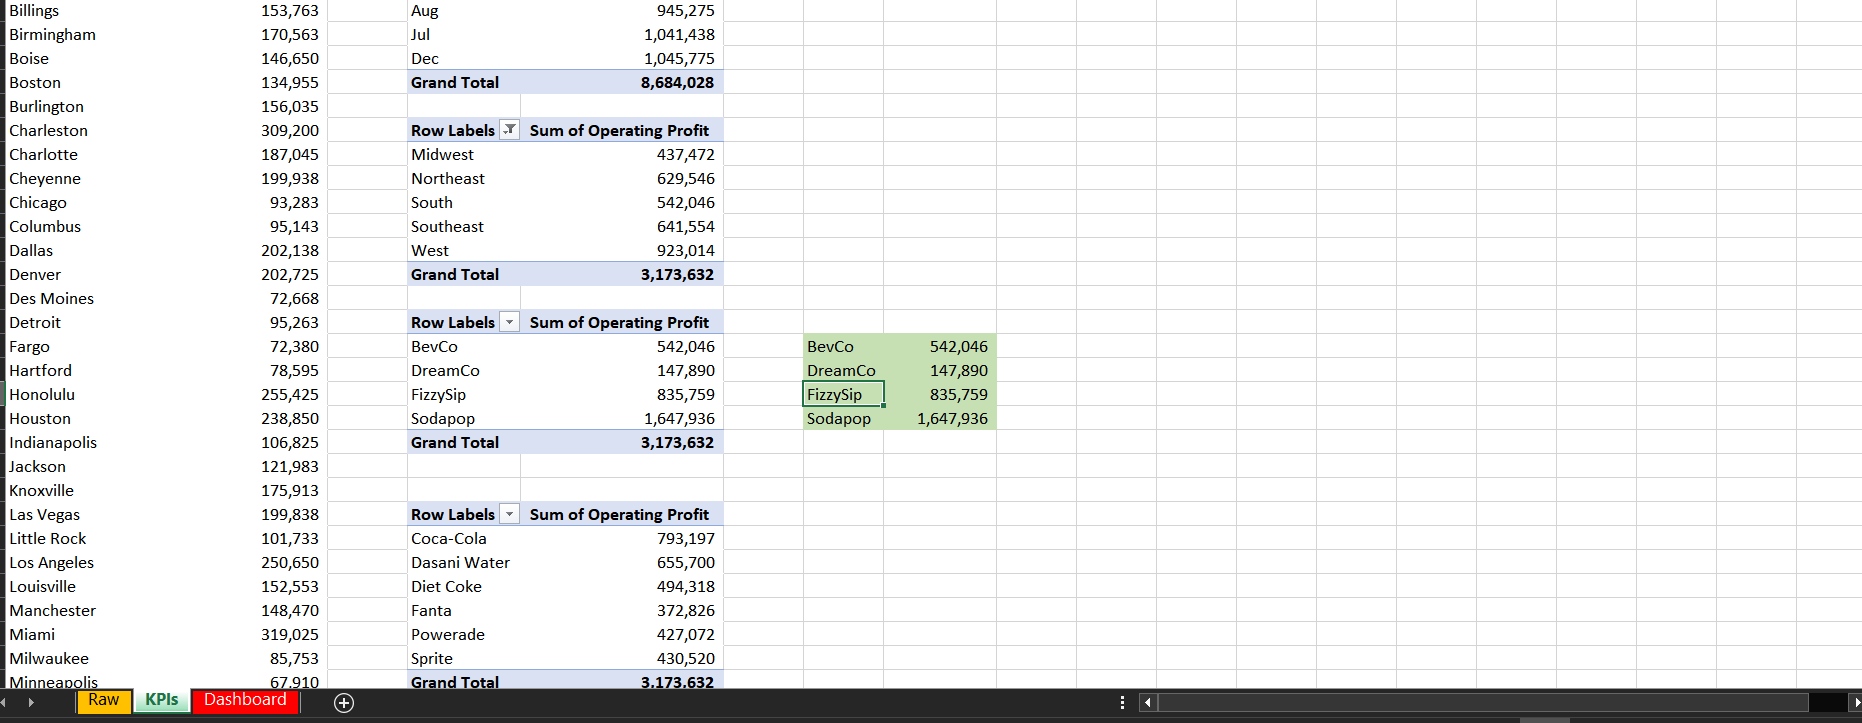 Billings 153,763 Aug 945,275
Birmingham 170,563 Jul 1,041,438
Boise 146,650 Dec 1,045,775
Boston 134,955 Grand Total 8,684,028
Burlington 156,035
Charleston 309,200 Row Labels Sum of Operating Profit
Charlotte 187,045 Midwest 437,472
Cheyenne 199,938 Northeast 629,546
Chicago 93,283 South 542,046
Columbus 95,143 Southeast 641,554
Dallas 202,138 West 923,014
Denver 202,725 Grand Total 3,173,632
Des Moines 72,668
Detroit 95,263 Row Labels Sum of Operating Profit
Fargo 72,380 BevCo 542,046 BevCo 542,046
Hartford 78,595 DreamCo 147,890 DreamCo 147,890
Honolulu 255,425 FizzySip 835,759 FizzySip 835,759
Houston 238,850 Sodapop 1,647,936 Sodapop 1,647,936
Indianapolis 106,825 Grand Total 3,173,632
Jackson 121,983
Knoxville 175,913
Las Vegas 199,838 Row Labels Sum of Operating Profit
Little Rock 101,733 Coca-Cola 793,197
Los Angeles 250,650 Dasani Water 655,700
Louisville 152,553 Diet Coke 494,318
Manchester 148,470 Fanta 372,826
Miami 319,025 Powerade 427,072
Milwaukee 85,753 Sprite 430,520
Minneapolis 67,910 Grand Total 3,173,632
Raw KPIs Dashboard